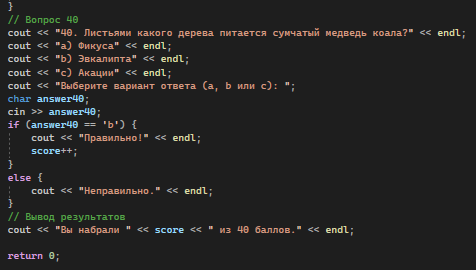 }
// Вопрос 40
cout << "40. Листьями какого дерева питается сумчатый медведь коала?" << endl;
cout << "a) Фикуса" << endl;
cout << "b) Эвкалипта" << endl;
cout << "c) Акации" << endl;
cout << "Выберите вариант ответа (a, b или c): ";
char answer40;
cin >> answer40;
if (answer40 == 'b') {
    cout << "Правильно!" << endl;
    score++;
}
else {
    cout << "Неправильно." << endl;
}
// Вывод результатов
cout << "Вы набрали " << score << " из 40 баллов." << endl;
return 0;